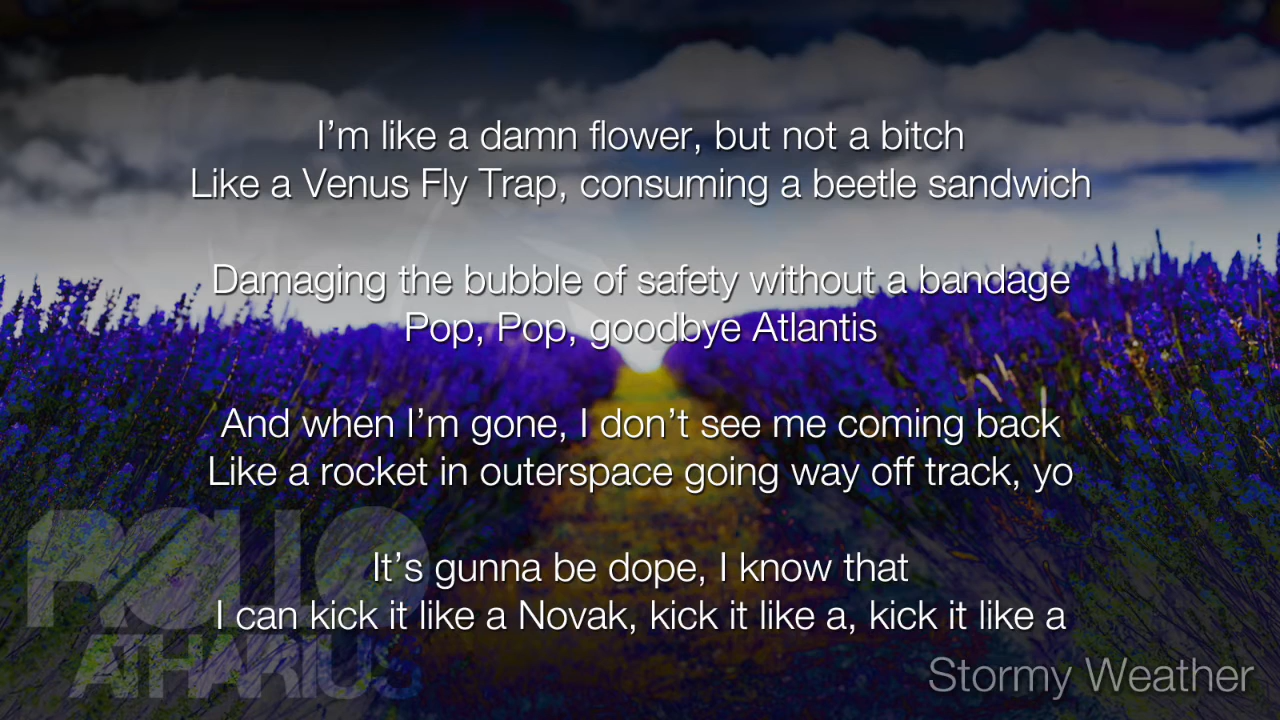 I’m like a damn flower, but not a bitch
Like a Venus Fly Trap, consuming a beetle sandwich
Damaging the bubble of safety without a bandage
Pop, Pop, goodbye Atlantis
And when I’m gone, I don’t see me coming back
Like a rocket in outerspace going way off track, yo
It’s gunna be dope, I know that
I can kick it like a Novak, kick it like a, kick it like a
ROLLO
ATHARIUS
Stormy Weather